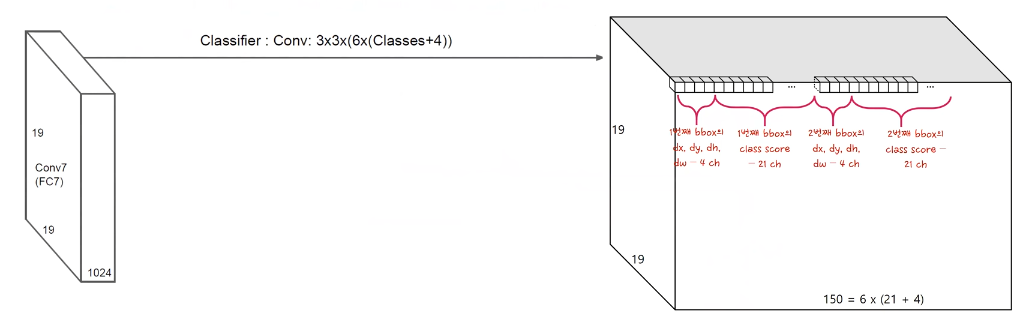 Classifier : Conv: 3x3x(6x(Classes+4))
19
Conv7
(FC7)
19
1024
19
1번째 bbox의
dx, dy, dh,
dw - 4 ch
1번째 bbox의
class score
- 21 ch
2번째 bbox의
dx, dy, dh,
dw - 4 ch
2번째 bbox의
class score -
21 ch
...
...
19
150 = 6 x (21 + 4)